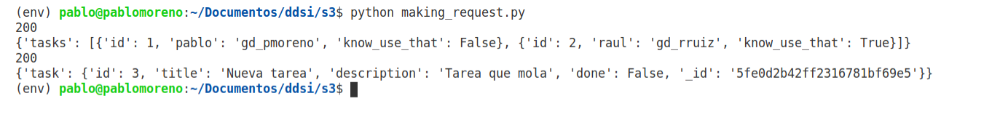 (env) pablo@pablomoreno:~/Documentos/ddsi/s3$ python making_request.py
200
{'tasks': [{'id': 1, 'pablo': 'gd_pmoreno', 'know_use_that': False}, {'id': 2, 'raul': 'gd_rruiz', 'know_use_that': True}]}
200
{'task': {'id': 3, 'title': 'Nueva tarea', 'description': 'Tarea que mola', 'done': False, '_id': '5fe0d2b42ff2316781bf69e5'}}
(env) pablo@pablomoreno:~/Documentos/ddsi/s3$